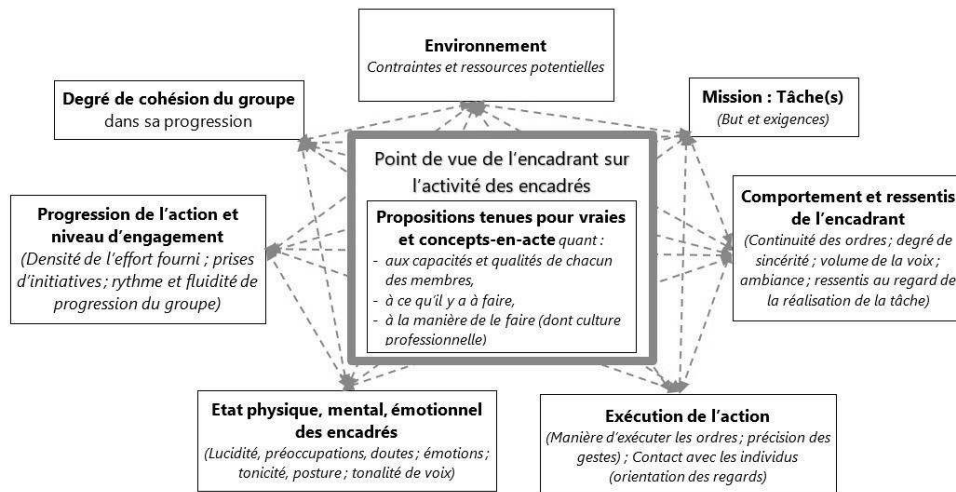 Environnement
Contraintes et ressources potentielles
Degré de cohésion du groupe
dans sa progression
Mission : Tâche(s)
(But et exigences)
Point de vue de l'encadrant sur
l'activité des encadrés
Propositions tenues pour vraies
et concepts-en-acte quant :
- aux capacités et qualités de chacun
des membres,
- à ce qu'il y a à faire,
- à la manière de le faire (dont culture
professionnelle)
Progression de l'action et
niveau d'engagement
(Densité de l'effort fourni ; prises
d'initiatives ; rythme et fluidité de
progression du groupe)
Comportement et ressentis
de l'encadrant
(Continuité des ordres ; degré de
sincérité ; volume de la voix ;
ambiance ; ressentis au regard de
la réalisation de la tâche)
Etat physique, mental, émotionnel
des encadrés
(Lucidité, préoccupations, doutes ; émotions ;
tonicité, posture ; tonalité de voix)
Exécution de l'action
(Manière d'exécuter les ordres ; précision des
gestes) ; Contact avec les individus
(orientation des regards)